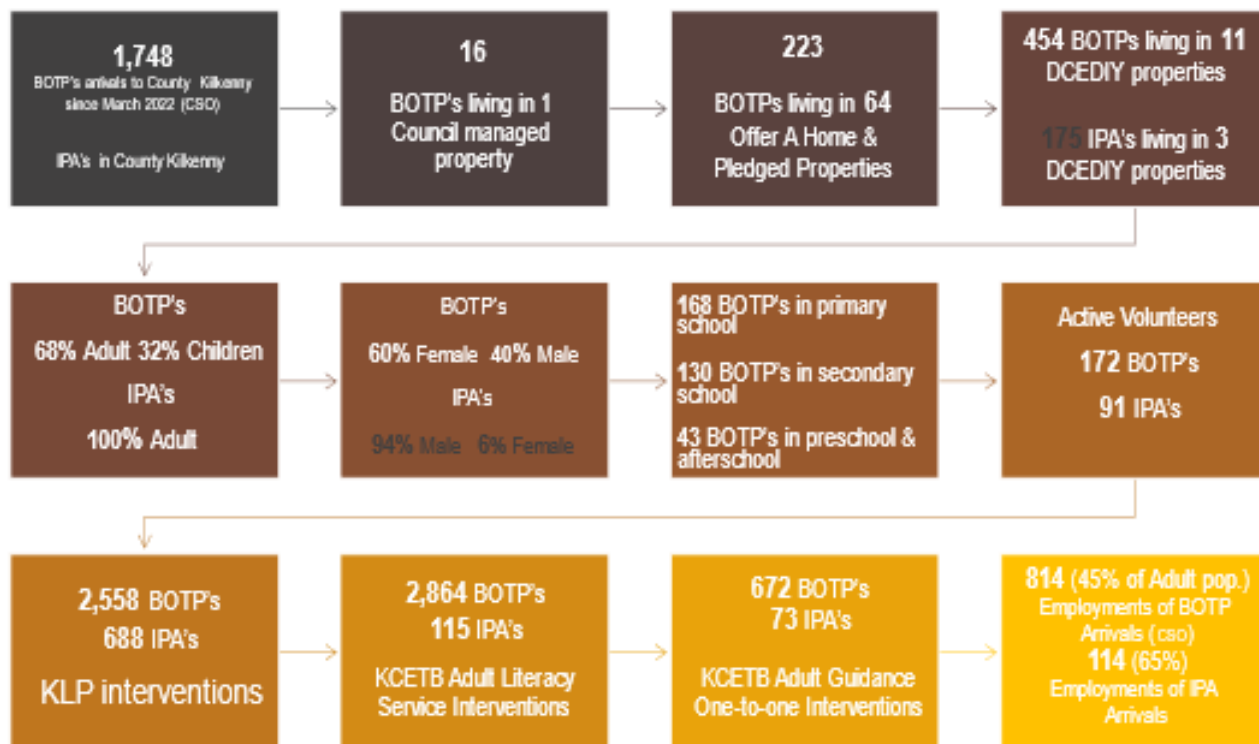 1,748
BOTP's arrivals to County Kilkenny
since March 2022 (CSO)
IPA's in County Kilkenny
16
BOTP's living in 1
Council managed
property
223
BOTPs living in 64
Offer A Home &
Pledged Properties
454 BOTPs living in 11
DCEDIY properties
175 IPA's living in 3
DCEDIY properties
BOTP's
68% Adult 32% Children
IPA's
100% Adult
BOTP's
60% Female 40% Male
IPA's
94% Male 6% Female
168 BOTP's in primary
school
130 BOTP's in secondary
school
43 BOTP's in preschool &
afterschool
Active Volunteers
172 BOTP's
91 IPA's
2,558 BOTP's
688 IPA's
KLP interventions
2,864 BOTP's
115 IPA's
KCETB Adult Literacy
Service Interventions
672 BOTP's
73 IPA's
KCETB Adult Guidance
One-to-one Interventions
814 (45% of Adult pop.)
Employments of BOTP
Arrivals (CSO)
114 (65%)
Employments of IPA
Arrivals